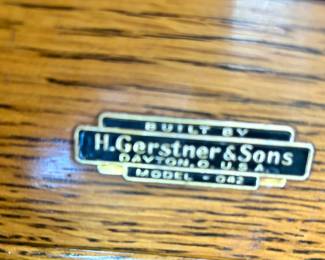 BUILT BY
H.Gerstner & Sons
DAYTON, O. U.S.A.
MODEL - 042